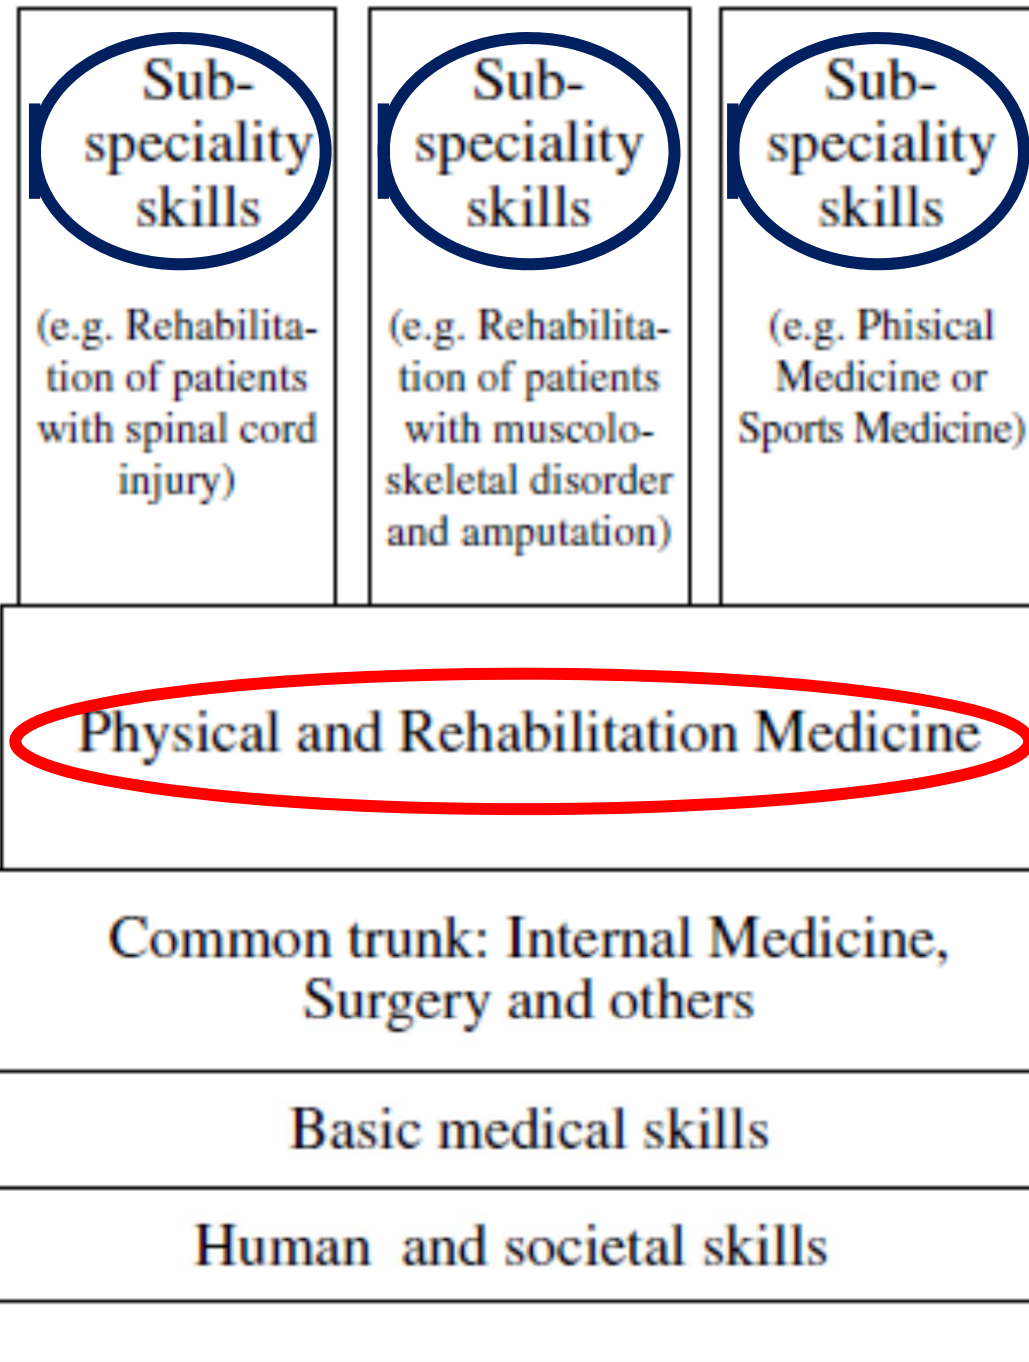 Sub-
speciality
skills
(e.g. Rehabilita-
tion of patients
with spinal cord
injury)
Sub-
speciality
skills
(e.g. Rehabilita-
tion of patients
with muscolo-
skeletal disorder
and amputation)
Sub-
speciality
skills
(e.g. Phisical
Medicine or
Sports Medicine)
Physical and Rehabilitation Medicine
Common trunk: Internal Medicine,
Surgery and others
Basic medical skills
Human and societal skills